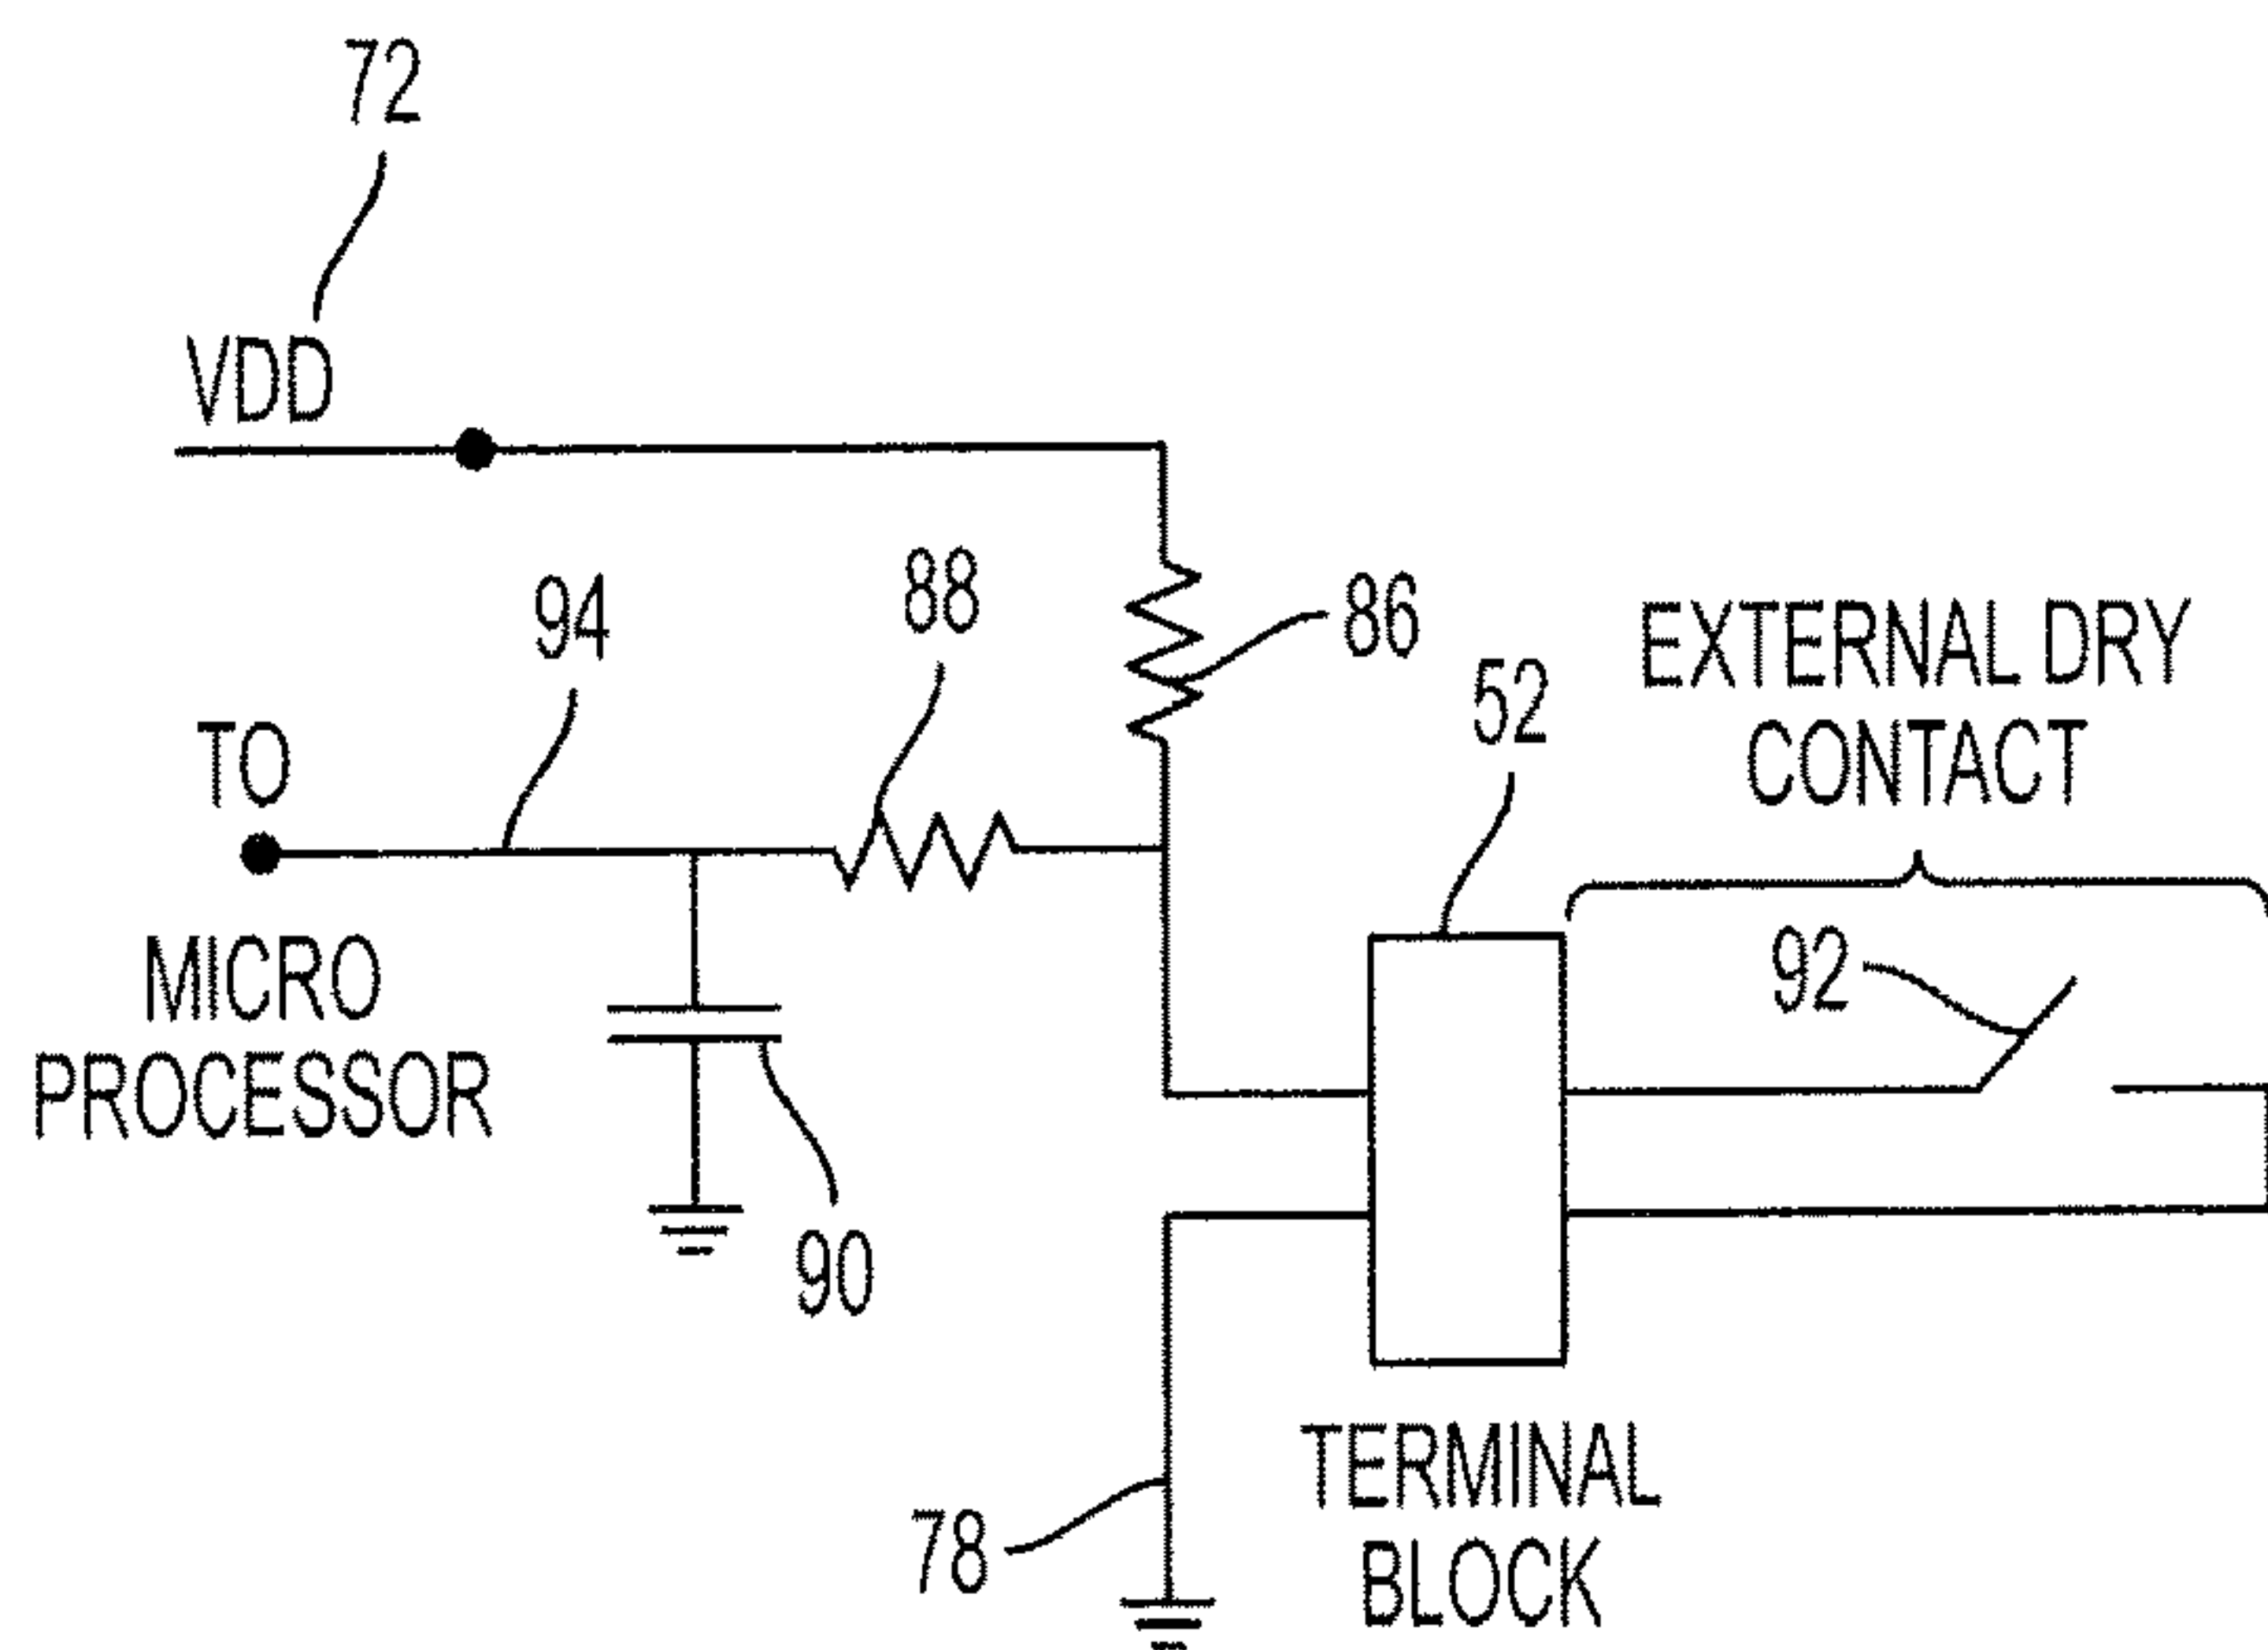 72
VDD
94
88
86
52
EXTERNAL DRY
CONTACT
TO
MICRO
PROCESSOR
92
90
78
TERMINAL
BLOCK